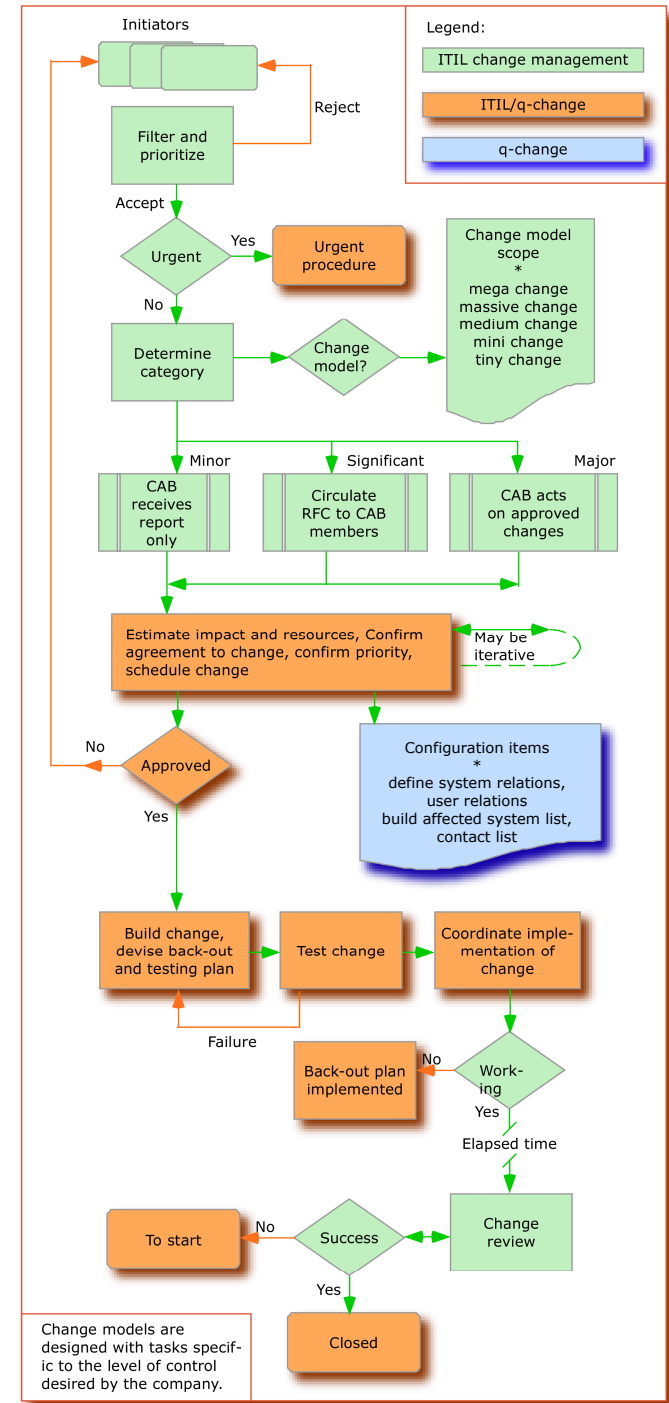 Initiators
Legend:
ITIL change management
ITIL/q-change
q-change
Reject
Filter and
prioritize
Accept
Urgent
Yes
Urgent
procedure
No
Change model
scope
*
mega change
massive change
medium change
mini change
tiny change
Determine
category
Change
model?
Minor
Significant
Major
CAB
receives
report
only
Circulate
RFC to CAB
members
CAB acts
on approved
changes
Estimate impact and resources, Confirm
agreement to change, confirm priority,
schedule change
May be
iterative
No
Approved
Yes
Configuration items
*
define system relations,
user relations
build affected system list,
contact list
Build change,
devise back-out
and testing plan
Test change
Coordinate imple-
mentation of
change
Failure
Back-out plan
implemented
No
Work-
ing
Yes
Elapsed time
Change
review
Success
No
To start
Yes
Closed
Change models are
designed with tasks specif-
ic to the level of control
desired by the company.